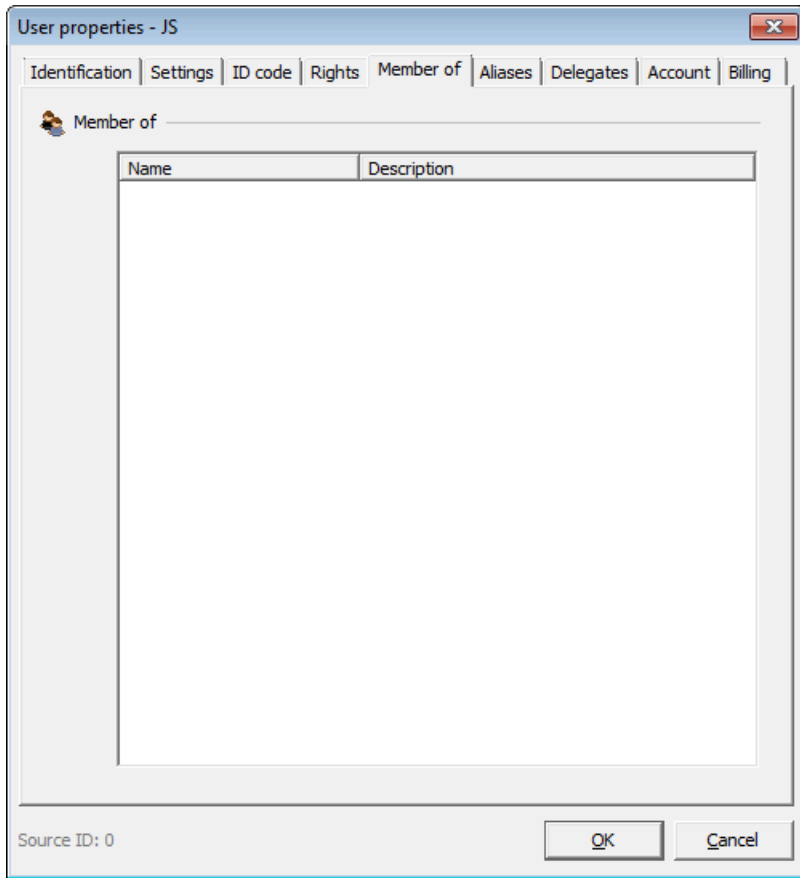 User properties - JS
Identification Settings ID code Rights Member of Aliases Delegates Account Billing
Member of
Name Description
Source ID: 0 OK Cancel